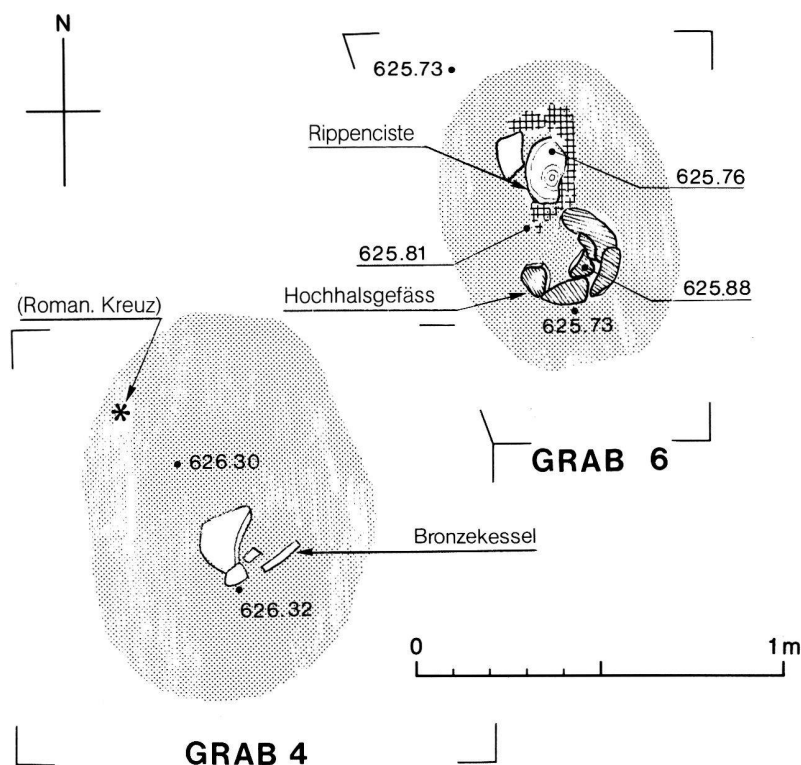 N
625.73
Rippenciste
625.76
625.81
Hochhalsgefäss
625.88
625.73
(Roman. Kreuz)
*
626.30
GRAB 6
Bronzekessel
626.32
0
1 m
GRAB 4